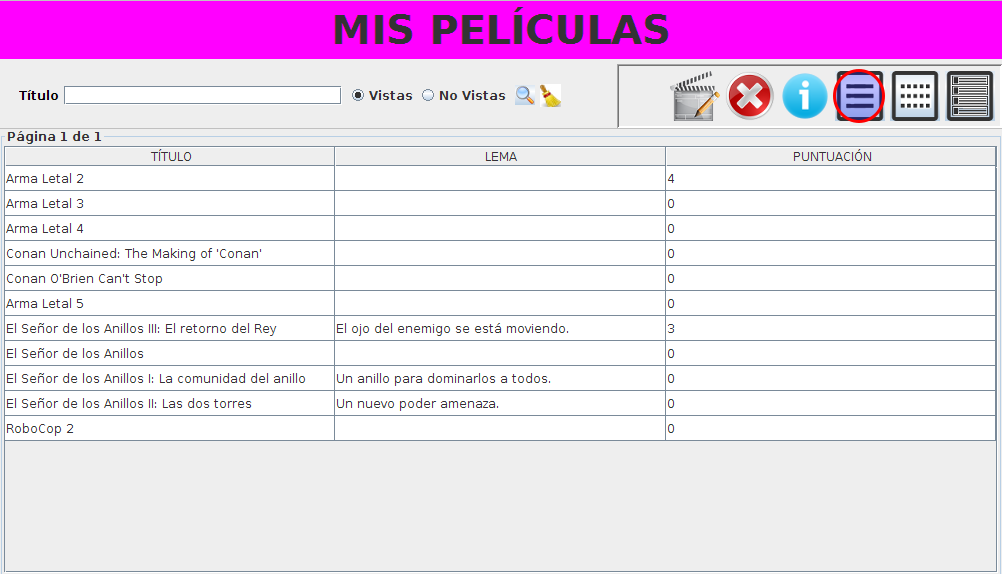 MIS PELÍCULAS
Título Vistas No Vistas
Página 1 de 1
TÍTULO LEMA PUNTUACIÓN
Arma Letal 2 4
Arma Letal 3 0
Arma Letal 4 0
Conan Unchained: The Making of 'Conan' 0
Conan O'Brien Can't Stop 0
Arma Letal 5 0
El Señor de los Anillos III: El retorno del Rey El ojo del enemigo se está moviendo. 3
El Señor de los Anillos 0
El Señor de los Anillos I: La comunidad del anillo Un anillo para dominarlos a todos. 0
El Señor de los Anillos II: Las dos torres Un nuevo poder amenaza. 0
RoboCop 2 0